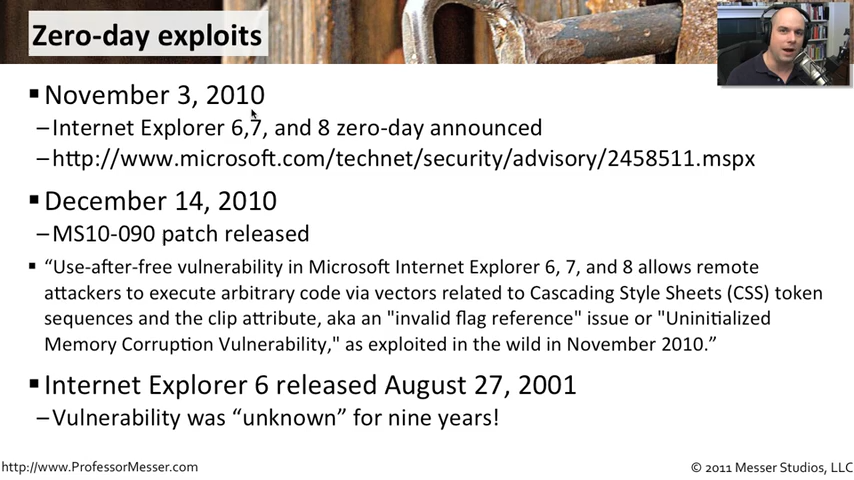 Zero-day exploits
▪ November 3, 2010
–Internet Explorer 6,7, and 8 zero-day announced
–http://www.microsoft.com/technet/security/advisory/2458511.mspx
▪ December 14, 2010
–MS10-090 patch released
▪ “Use-after-free vulnerability in Microsoft Internet Explorer 6, 7, and 8 allows remote
attackers to execute arbitrary code via vectors related to Cascading Style Sheets (CSS) token
sequences and the clip attribute, aka an "invalid flag reference" issue or "Uninitialized
Memory Corruption Vulnerability," as exploited in the wild in November 2010.”
▪ Internet Explorer 6 released August 27, 2001
–Vulnerability was “unknown” for nine years!
http://www.ProfessorMesser.com
© 2011 Messer Studios, LLC